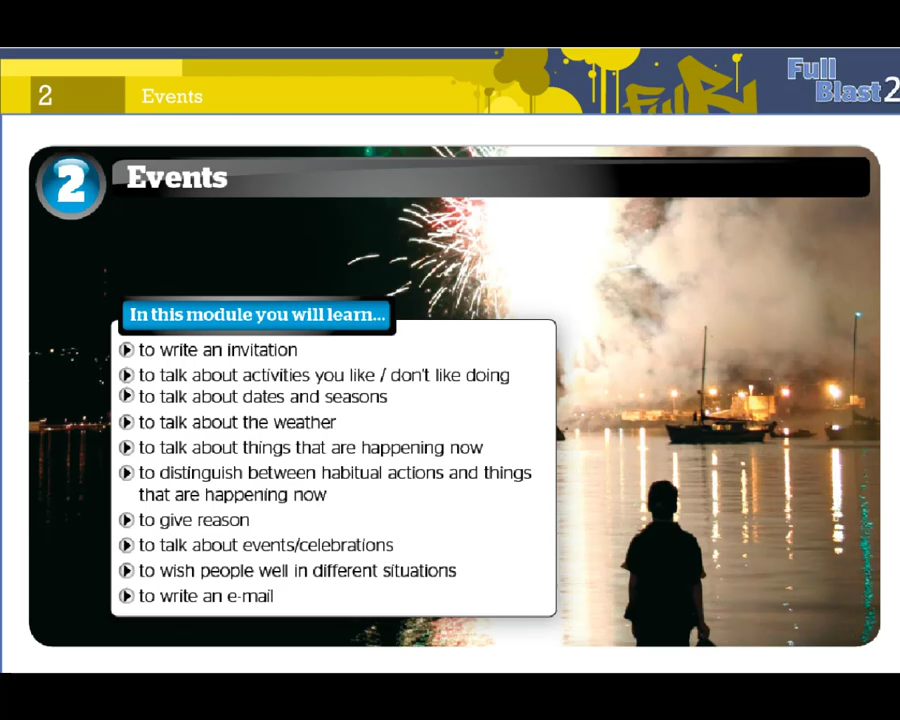 Full
Blast 2
2
Events
2
Events
In this module you will learn...
to write an invitation
to talk about activities you like / don't like doing
to talk about dates and seasons
to talk about the weather
to talk about things that are happening now
to distinguish between habitual actions and things
that are happening now
to give reason
to talk about events/celebrations
to wish people well in different situations
to write an e-mail